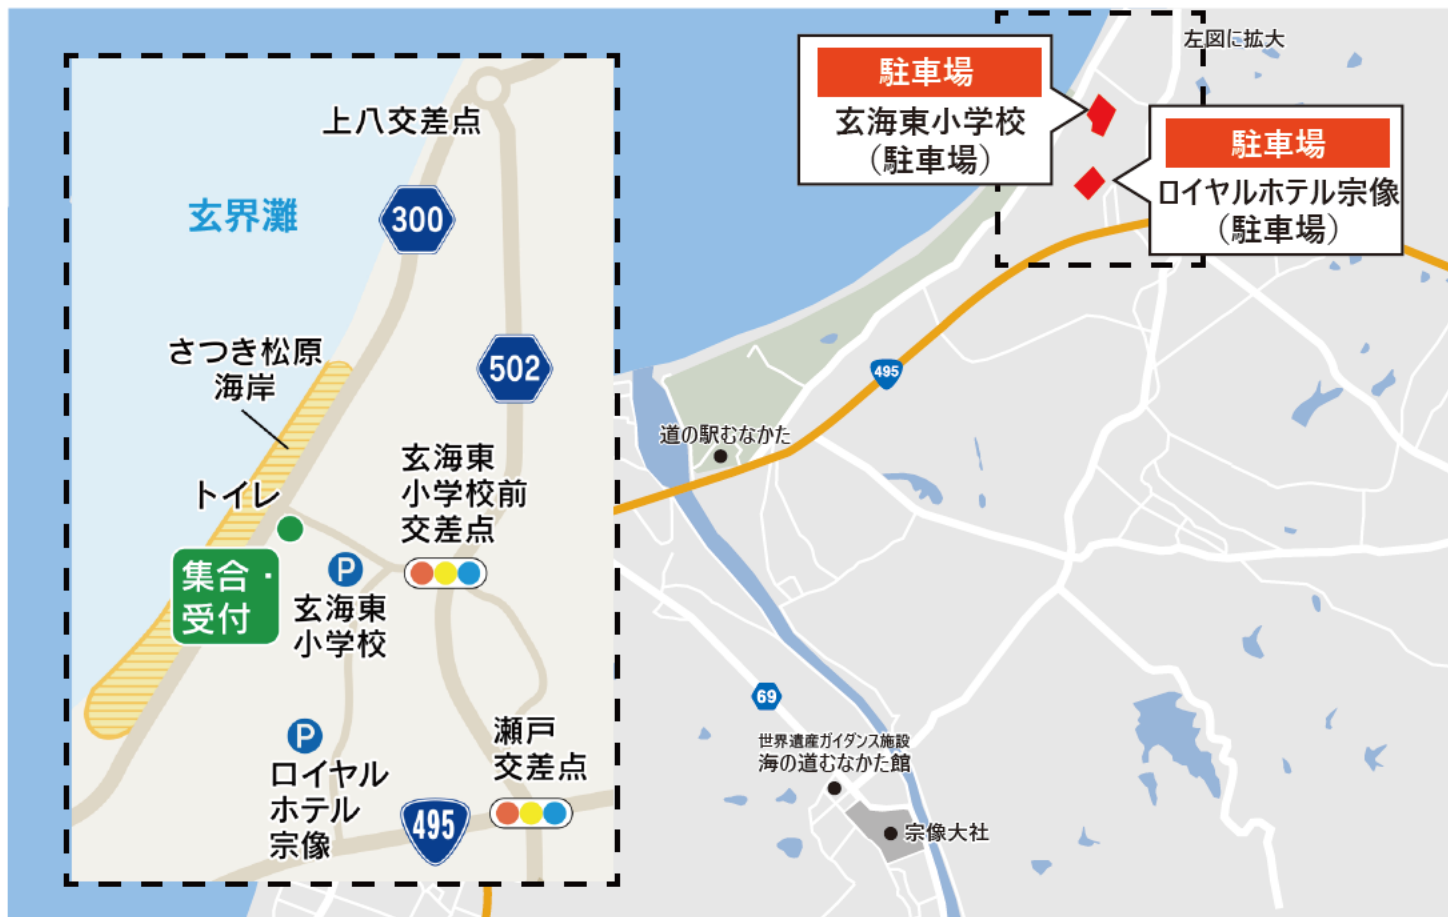 上八交差点
玄界灘
300
さつき松原
海岸
502
トイレ
玄海東
小学校前
交差点
集合・
受付
P
玄海東
小学校
P
ロイヤル
ホテル
宗像
瀬戸
交差点
495
左図に拡大
駐車場
玄海東小学校
（駐車場）
駐車場
ロイヤルホテル宗像
（駐車場）
495
道の駅むなかた
69
世界遺産ガイダンス施設
海の道むなかた館
宗像大社